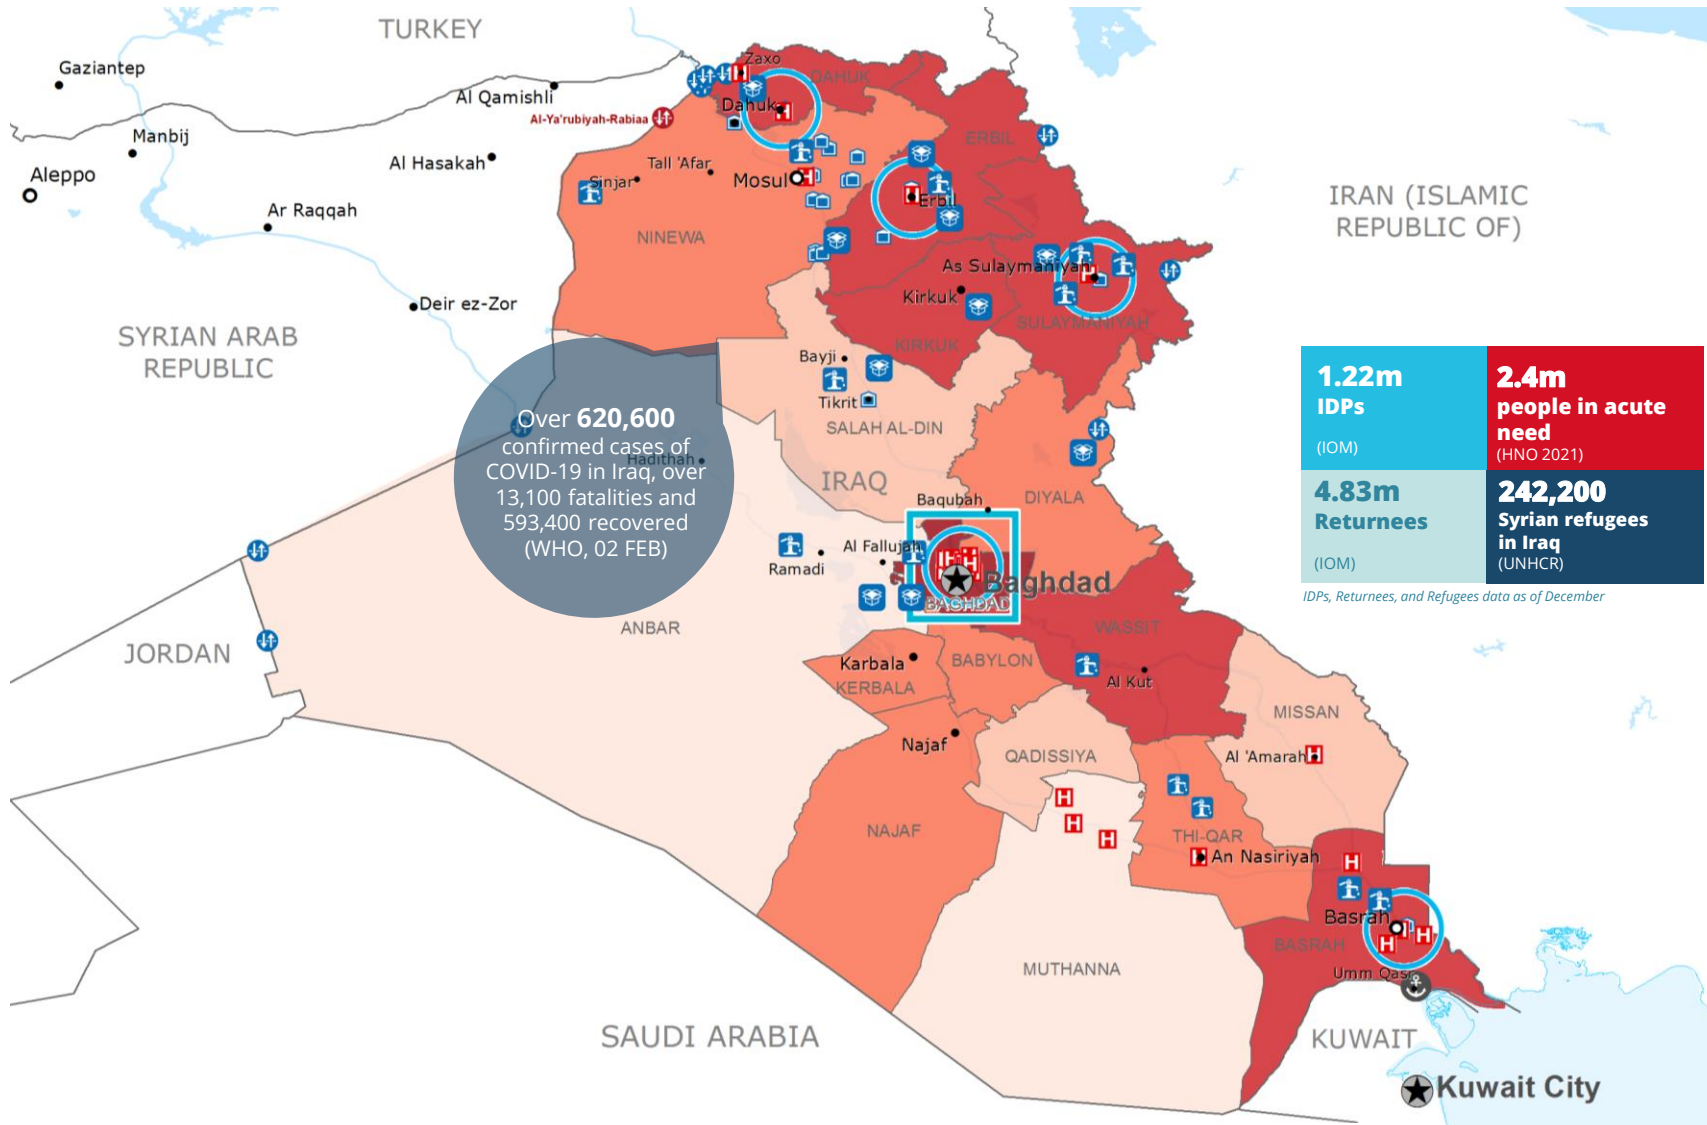 TURKEY
Gaziantep
Zaxo
DAHUK
Al Qamishli
Dahuk
Al-Ya'rubiyah-Rabiaa
Manbij
ERBIL
Al Hasakah
Tall 'Afar
Aleppo
Sinjar
Mosul
IRAN (ISLAMIC
REPUBLIC OF)
Ar Raqqah
Erbil
NINEWA
As Sulaymaniyah
Kirkuk
Deir ez-Zor
SULAYMANIYAH
SYRIAN ARAB
REPUBLIC
KIRKUK
Bayji
Tikrit
SALAH AL-DIN
Over 620,600
confirmed cases of
COVID-19 in Iraq, over
13,100 fatalities and
593,400 recovered
(WHO, 02 FEB)
Hadithah
IRAQ
Baqubah
DIYALA
1.22m
IDPs
(IOM)
2.4m
people in acute
need
(HNO 2021)
4.83m
Returnees
(IOM)
242,200
Syrian refugees
in Iraq
(UNHCR)
IDPs, Returnees, and Refugees data as of December
Al Fallujah
Ramadi
Baghdad
BAGHDAD
ANBAR
WASSIT
JORDAN
Karbala
KERBALA
BABYLON
Al Kut
MISSAN
Najaf
QADISSIYA
Al 'Amarah
NAJAF
THI-QAR
An Nasiriyah
Basrah
BASRAH
MUTHANNA
Umm Qasr
SAUDI ARABIA
KUWAIT
Kuwait City